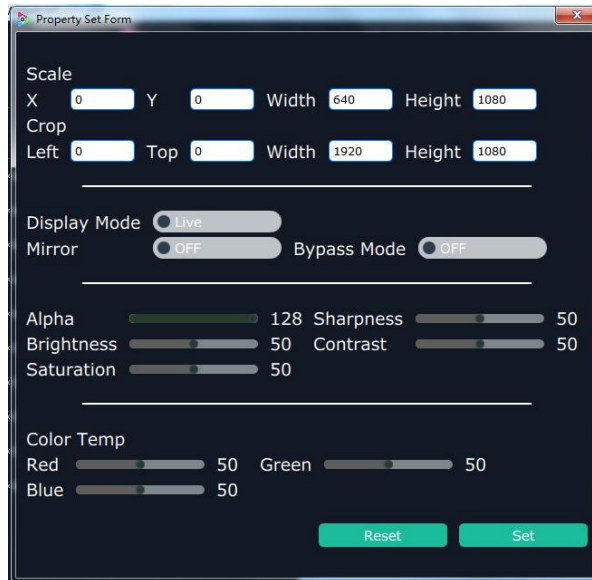 Property Set Form
Scale
X 0 Y 0 Width 640 Height 1080
Crop
Left 0 Top 0 Width 1920 Height 1080
Display Mode Live
Mirror OFF Bypass Mode OFF
Alpha 128 Sharpness 50
Brightness 50 Contrast 50
Saturation 50
Color Temp
Red 50 Green 50
Blue 50
Reset Set